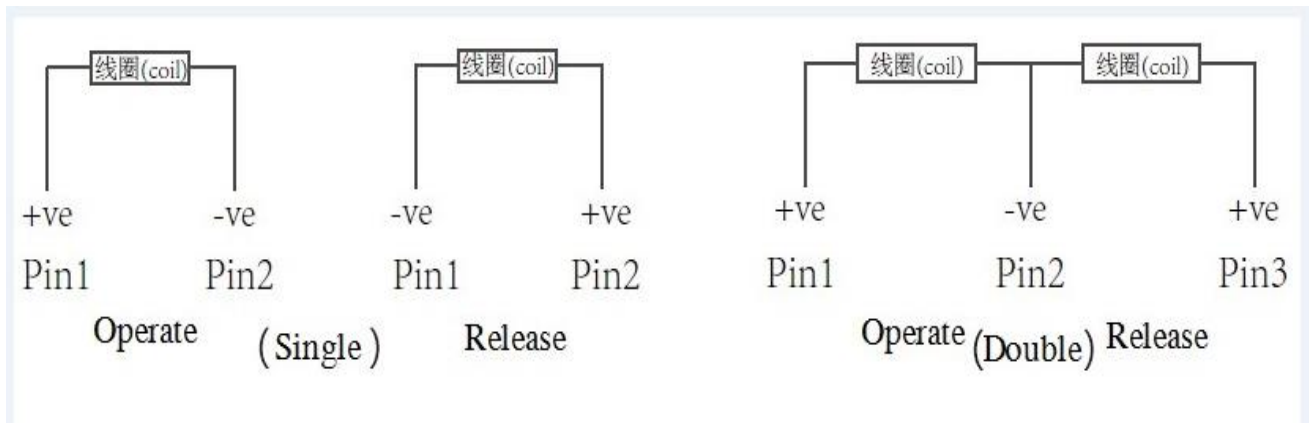 线圈(coil) 线圈(coil) 线圈(coil) 线圈(coil)
+ve -ve -ve +ve +ve -ve +ve
Pin1 Pin2 Pin1 Pin2 Pin1 Pin2 Pin3
Operate (Single) Release Operate (Double) Release